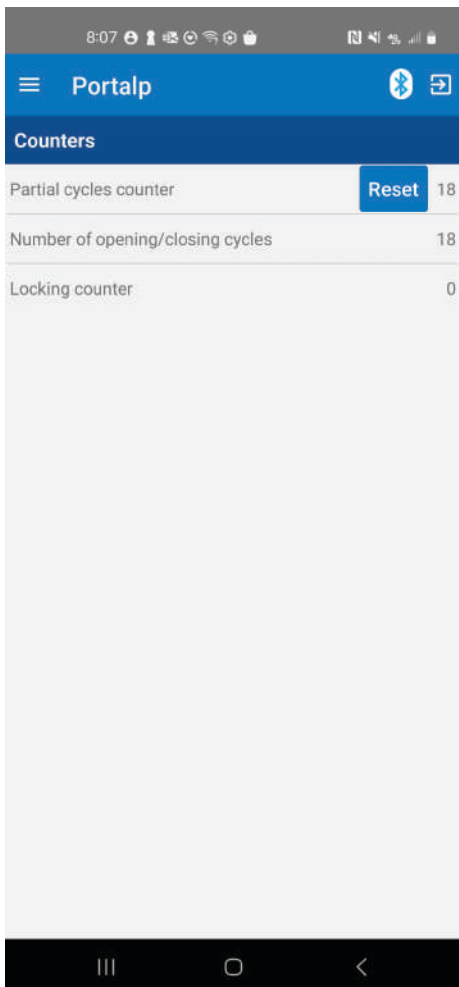 8:07
Portalp
Counters
Partial cycles counter Reset 18
Number of opening/closing cycles 18
Locking counter 0